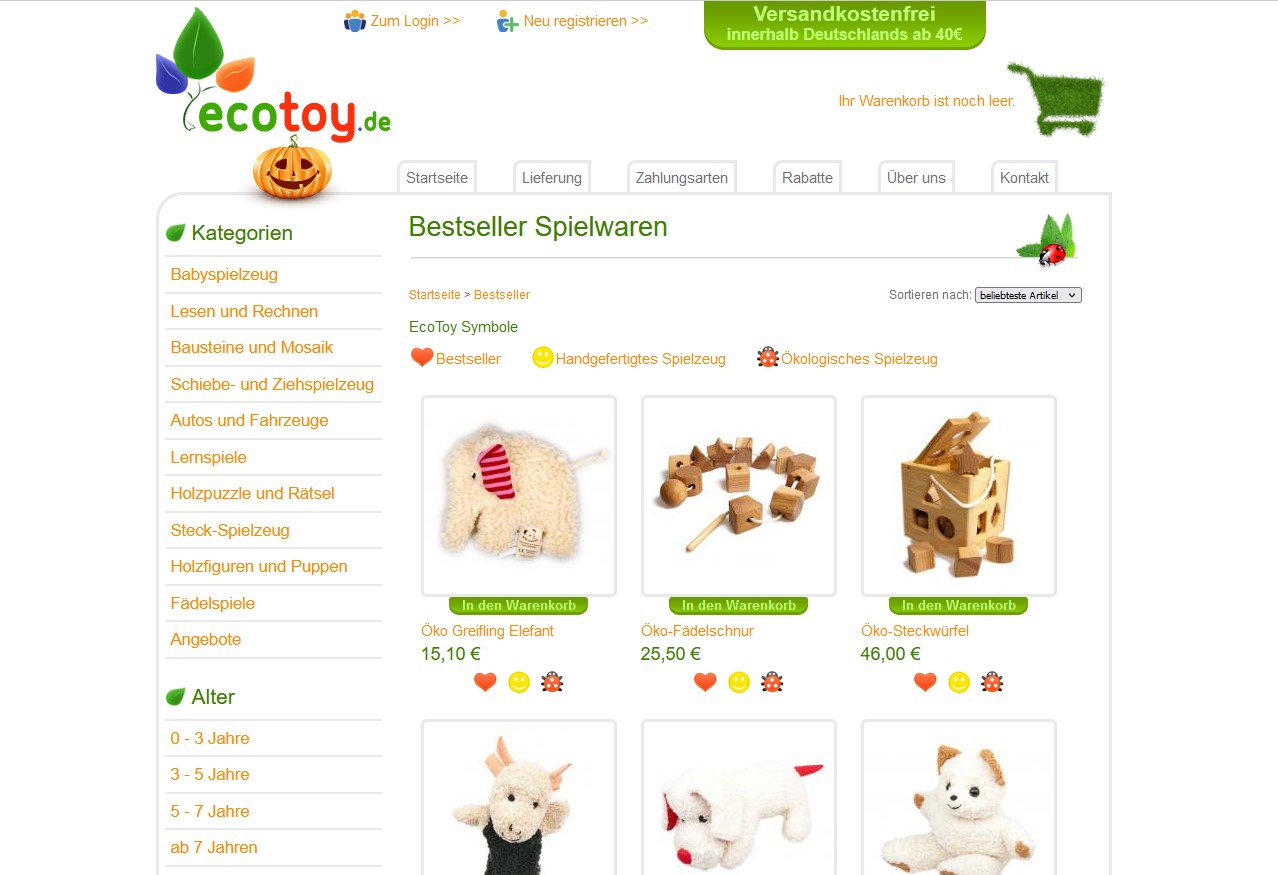 Zum Login >>
Neu registrieren >>
Versandkostenfrei
innerhalb Deutschlands ab 40€
ecotoy.de
Ihr Warenkorb ist noch leer.
Startseite
Lieferung
Zahlungsarten
Rabatte
Über uns
Kontakt
Kategorien
Babyspielzeug
Lesen und Rechnen
Bausteine und Mosaik
Schiebe- und Ziehspielzeug
Autos und Fahrzeuge
Lernspiele
Holzpuzzle und Rätsel
Steck-Spielzeug
Holzfiguren und Puppen
Fädelspiele
Angebote
Alter
0 - 3 Jahre
3 - 5 Jahre
5 - 7 Jahre
ab 7 Jahren
Bestseller Spielwaren
Startseite > Bestseller
Sortieren nach: beliebteste Artikel
EcoToy Symbole
Bestseller
Handgefertigtes Spielzeug
Ökologisches Spielzeug
In den Warenkorb
Öko Greifling Elefant
15,10 €
In den Warenkorb
Öko-Fädelschnur
25,50 €
In den Warenkorb
Öko-Steckwürfel
46,00 €